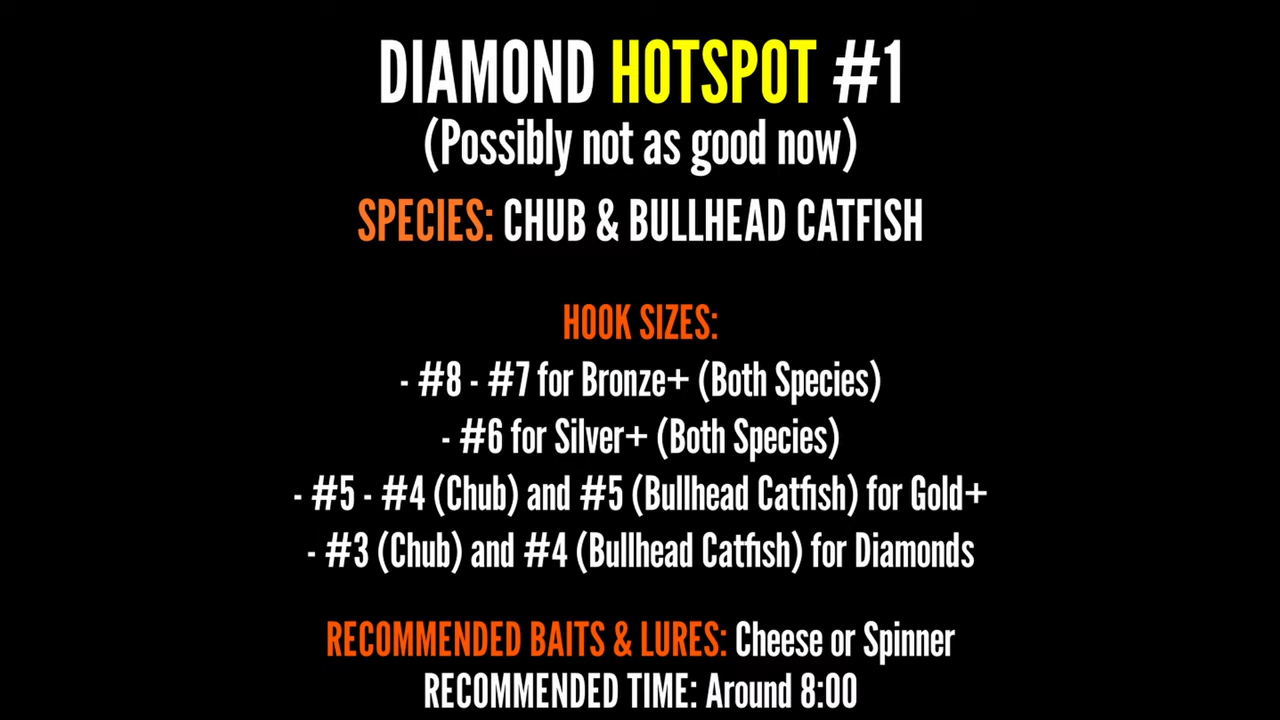 DIAMOND HOTSPOT #1
(Possibly not as good now)
SPECIES: CHUB & BULLHEAD CATFISH
HOOK SIZES:
- #8 - #7 for Bronze+ (Both Species)
- #6 for Silver+ (Both Species)
- #5 - #4 (Chub) and #5 (Bullhead Catfish) for Gold+
- #3 (Chub) and #4 (Bullhead Catfish) for Diamonds
RECOMMENDED BAITS & LURES: Cheese or Spinner
RECOMMENDED TIME: Around 8:00